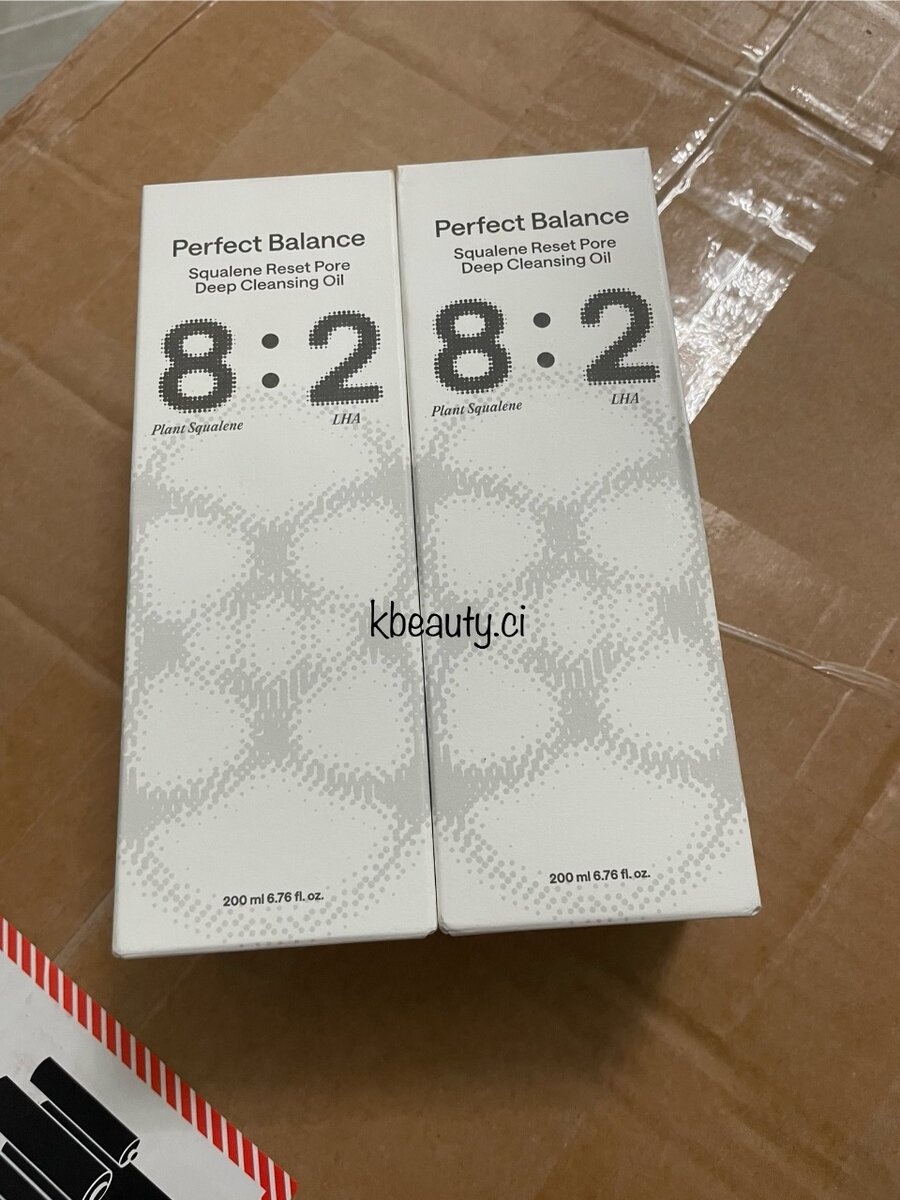 Perfect Balance
Squalene Reset Pore
Deep Cleansing Oil
8:2
Plant Squalene
LHA
200 ml 6.76 fl. oz.
Perfect Balance
Squalene Reset Pore
Deep Cleansing Oil
8:2
Plant Squalene
LHA
200 ml 6.76 fl. oz.
kbeauty.ci